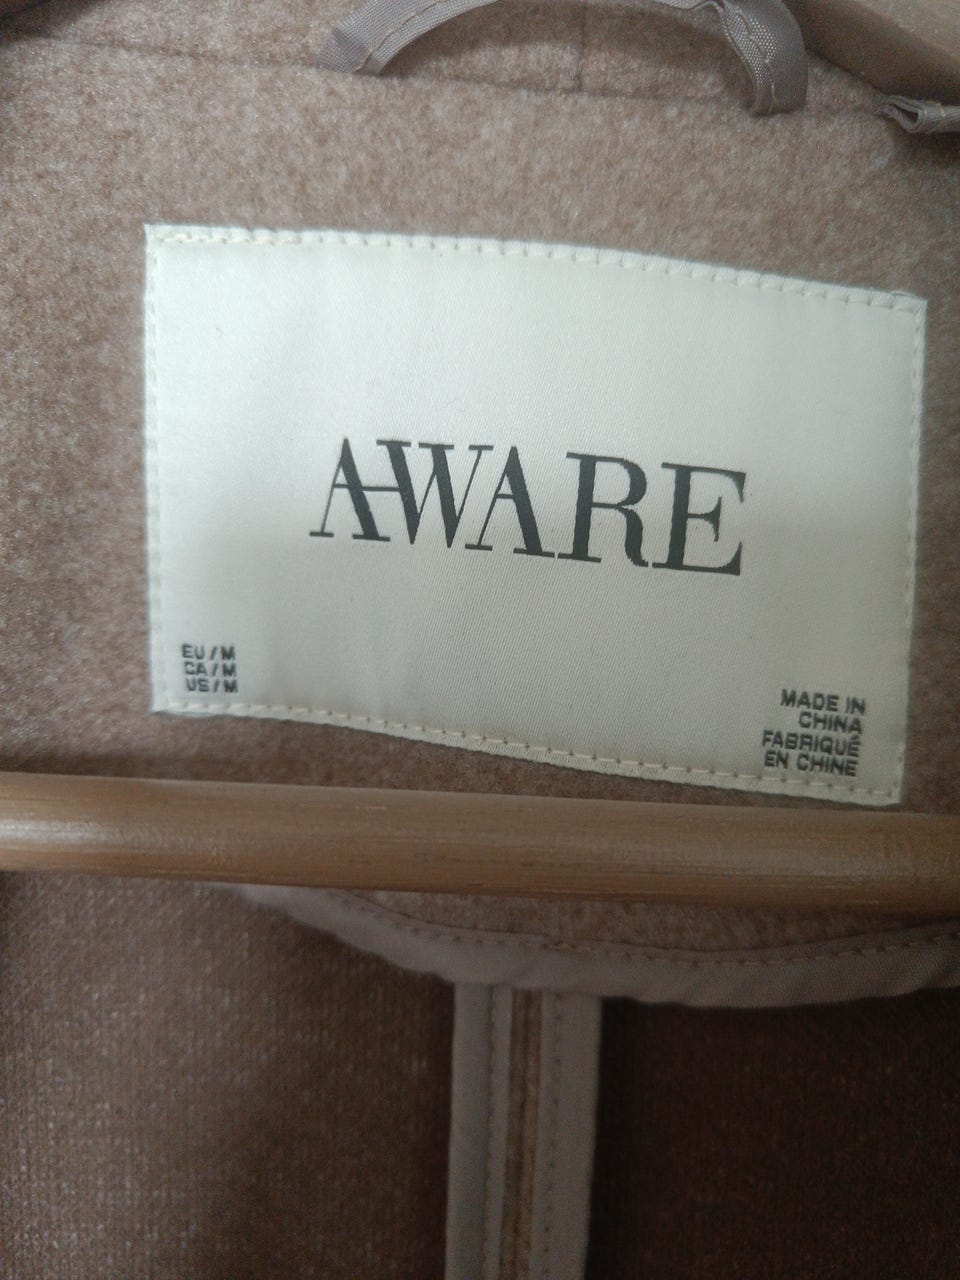 AWARE
EU/M
CA/M
US/M
MADE IN
CHINA
FABRIQUÉ
EN CHINE